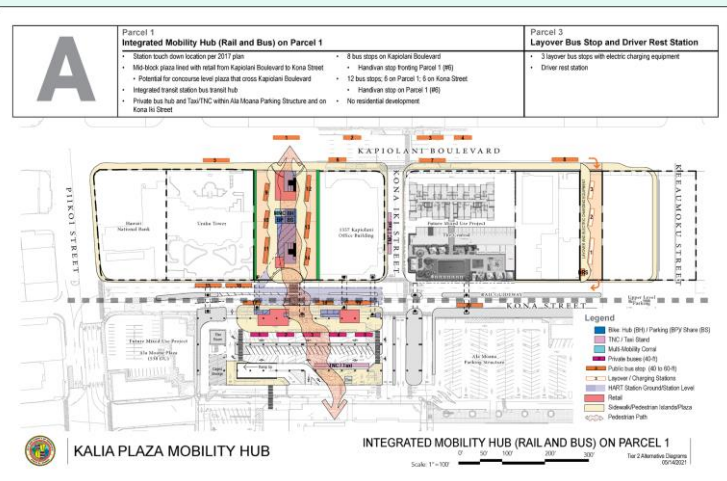 A
Parcel 1
Integrated Mobility Hub (Rail and Bus) on Parcel 1
• Station touch down location per 2017 plan
• Mid-block plaza lined with retail from Kapiolani Boulevard to Kona Street
• Potential for concourse level plaza that cross Kapiolani Boulevard
• Integrated transit station bus transit hub
• Private bus hub and Taxi/TNC within Ala Moana Parking Structure and on
Kona Iki Street
• 8 bus stops on Kapiolani Boulevard
• Handivan stop fronting Parcel 1 (#6)
• 12 bus stops; 6 on Parcel 1; 6 on Kona Street
• Handivan stop on Parcel 1 (#6)
• No residential development
Parcel 3
Layover Bus Stop and Driver Rest Station
• 3 layover bus stops with electric charging equipment
• Driver rest station
KAPIOLANI BOULEVARD
PIIKOI STREET
Hawaii
National Bank
Uraku Tower
1357 Kapiolani
Office Building
KONA IKI STREET
Future Mixed Use Project
KEEAUMOKU STREET
KONA STREET
Upper Level
Parking
Future Mixed Use Project
Ala Moana Plaza
TNC / Taxi
Ala Moana
Parking Structure
Legend
Bike: Hub (BH) / Parking (BP)/ Share (BS)
TNC / Taxi Stand
Multi-Mobility Corral
Private buses (40-ft)
Public bus stop (40 to 60-ft)
Layover / Charging Stations
HART Station Ground/Station Level
Retail
Sidewalk/Pedestrian Islands/Plaza
Pedestrian Path
KALIA PLAZA MOBILITY HUB
INTEGRATED MOBILITY HUB (RAIL AND BUS) ON PARCEL 1
Scale: 1"=100'
0' 50' 100' 200' 300'
Tier 2 Alternative Diagrams
05/14/2021